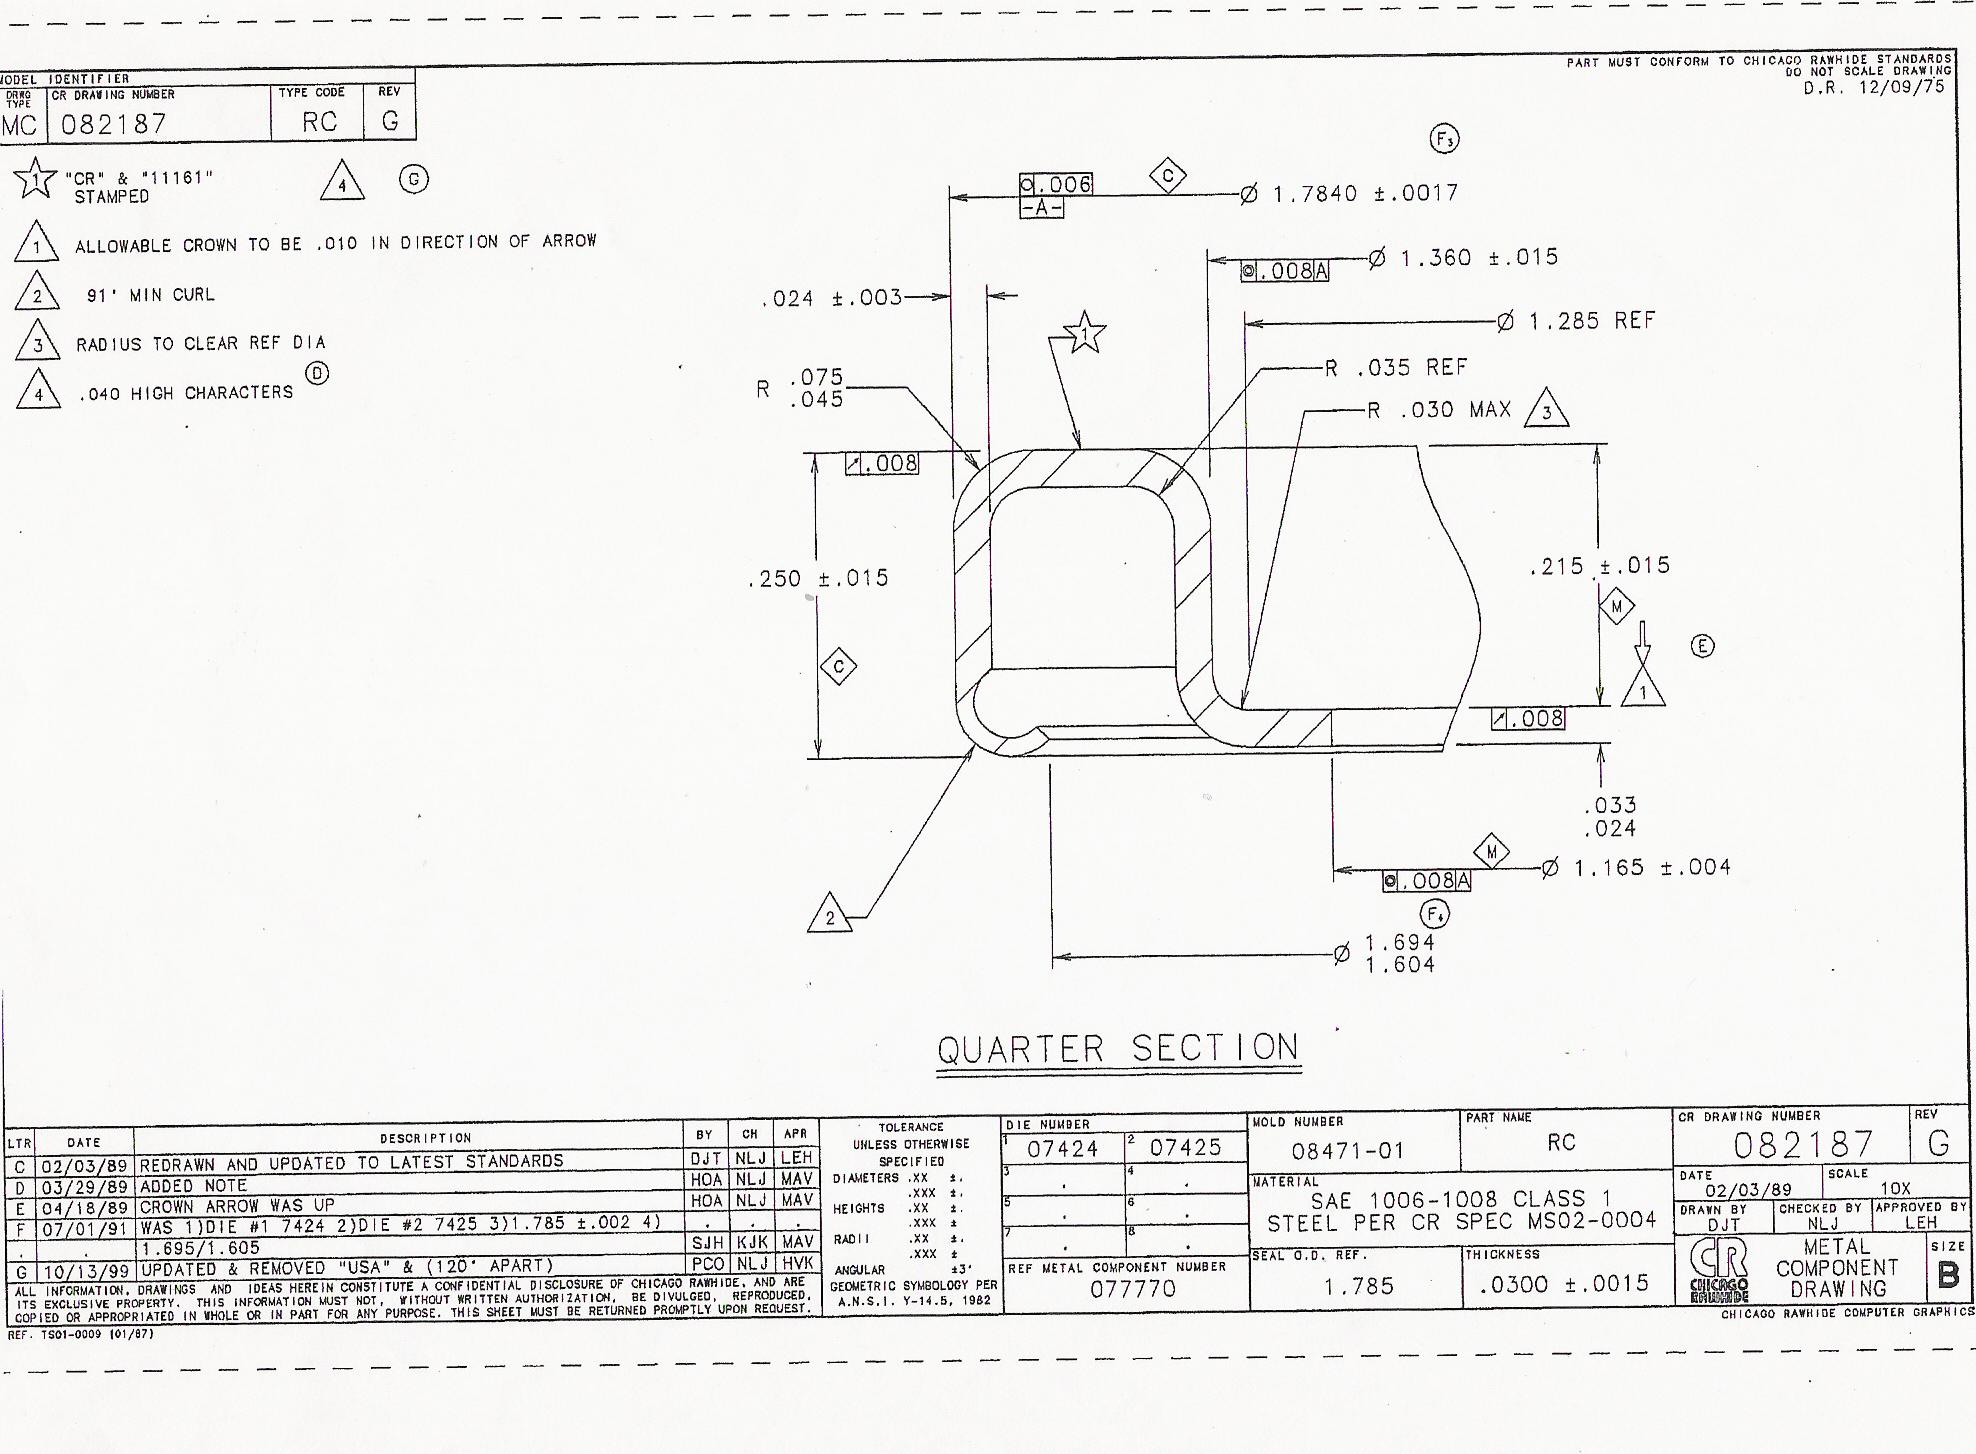 PART MUST CONFORM TO CHICAGO RAWHIDE STANDARDS
DO NOT SCALE DRAWING
D.R. 12/09/75
MODEL IDENTIFIER
DRWG TYPE CR DRAWING NUMBER TYPE CODE REV
MC 082187 RC G
1 "CR" & "11161" 4 G
STAMPED
1 ALLOWABLE CROWN TO BE .010 IN DIRECTION OF ARROW
2 91° MIN CURL
3 RADIUS TO CLEAR REF DIA
4 .040 HIGH CHARACTERS D
F3
.006 C Ø 1.7840 ±.0017
-A-
.008 A Ø 1.360 ±.015
.024 ±.003
Ø 1.285 REF
1
R .035 REF
R .075
.045
R .030 MAX 3
.008
.250 ±.015
.215 ±.015
M
E
C
1
.008
.033
.024
M
Ø 1.165 ±.004
.008 A
2
F4
Ø 1.694
1.604
QUARTER SECTION
LTR DATE DESCRIPTION BY CH APR
C 02/03/89 REDRAWN AND UPDATED TO LATEST STANDARDS DJT NLJ LEH
D 03/29/89 ADDED NOTE HOA NLJ MAV
E 04/18/89 CROWN ARROW WAS UP HOA NLJ MAV
F 07/01/91 WAS 1)DIE #1 7424 2)DIE #2 7425 3)1.785 ±.002 4) . . .
. . 1.695/1.605 SJH KJK MAV
G 10/13/99 UPDATED & REMOVED "USA" & (120° APART) PCO NLJ HVK
ALL INFORMATION, DRAWINGS AND IDEAS HEREIN CONSTITUTE A CONFIDENTIAL DISCLOSURE OF CHICAGO RAWHIDE, AND ARE
ITS EXCLUSIVE PROPERTY. THIS INFORMATION MUST NOT, WITHOUT WRITTEN AUTHORIZATION, BE DIVULGED, REPRODUCED,
COPIED OR APPROPRIATED IN WHOLE OR IN PART FOR ANY PURPOSE. THIS SHEET MUST BE RETURNED PROMPTLY UPON REQUEST.
REF. TS01-0009 (01/87)
TOLERANCE
UNLESS OTHERWISE
SPECIFIED
DIAMETERS .XX ±.
.XXX ±.
HEIGHTS .XX ±.
.XXX ±
RADII .XX ±.
.XXX ±
ANGULAR ±3°
GEOMETRIC SYMBOLOGY PER
A.N.S.I. Y-14.5, 1982
DIE NUMBER
1 07424 2 07425
3 . 4 .
5 . 6 .
7 . 8 .
REF METAL COMPONENT NUMBER
077770
MOLD NUMBER
08471-01
PART NAME
RC
MATERIAL
SAE 1006-1008 CLASS 1
STEEL PER CR SPEC MS02-0004
SEAL O.D. REF.
1.785
THICKNESS
.0300 ±.0015
CR DRAWING NUMBER REV
082187 G
DATE SCALE
02/03/89 10X
DRAWN BY CHECKED BY APPROVED BY
DJT NLJ LEH
CR
CHICAGO
RAWHIDE
METAL
COMPONENT
DRAWING
SIZE
B
CHICAGO RAWHIDE COMPUTER GRAPHICS